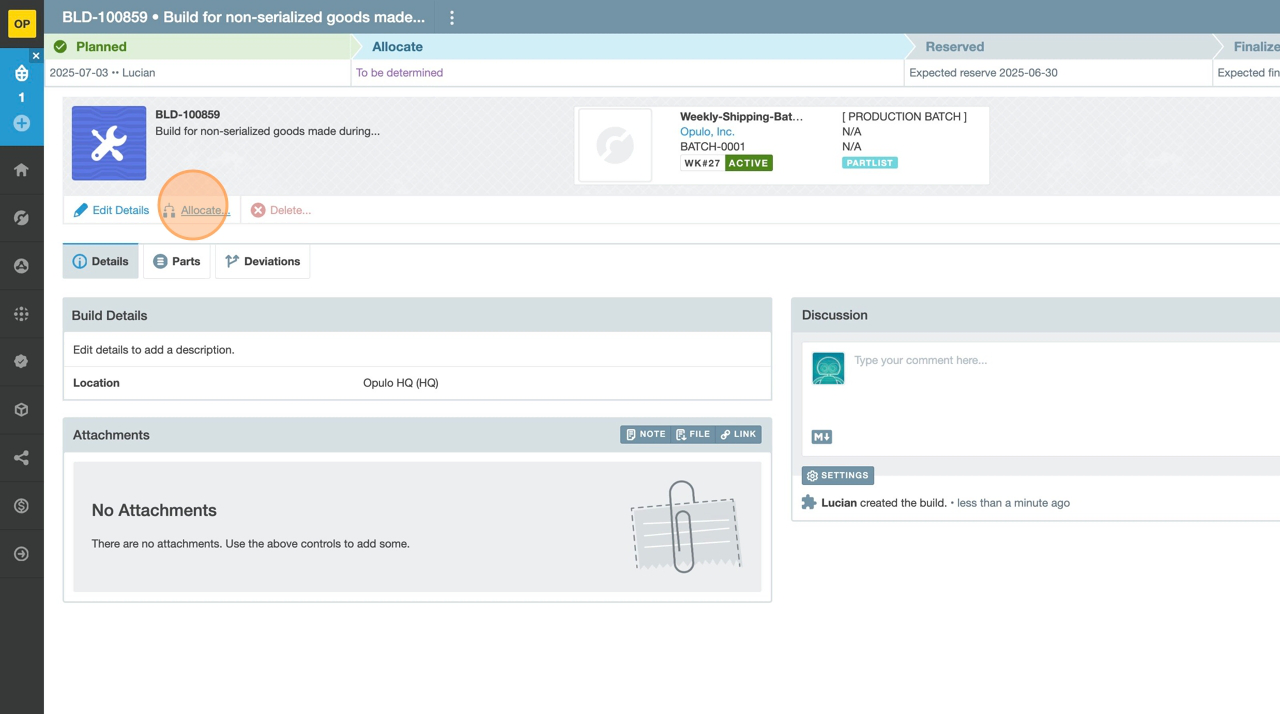 OP
BLD-100859 • Build for non-serialized goods made...
Planned
Allocate
Reserved
Finalize
2025-07-03 •• Lucian
To be determined
Expected reserve 2025-06-30
Expected fin
1
BLD-100859
Build for non-serialized goods made during...
Weekly-Shipping-Bat...
[ PRODUCTION BATCH ]
Opulo, Inc.
N/A
BATCH-0001
N/A
WK#27 ACTIVE
PARTLIST
Edit Details
Allocate...
Delete...
Details
Parts
Deviations
Build Details
Edit details to add a description.
Location
Opulo HQ (HQ)
Attachments
NOTE
FILE
LINK
No Attachments
There are no attachments. Use the above controls to add some.
Discussion
Type your comment here...
M
SETTINGS
Lucian created the build. • less than a minute ago